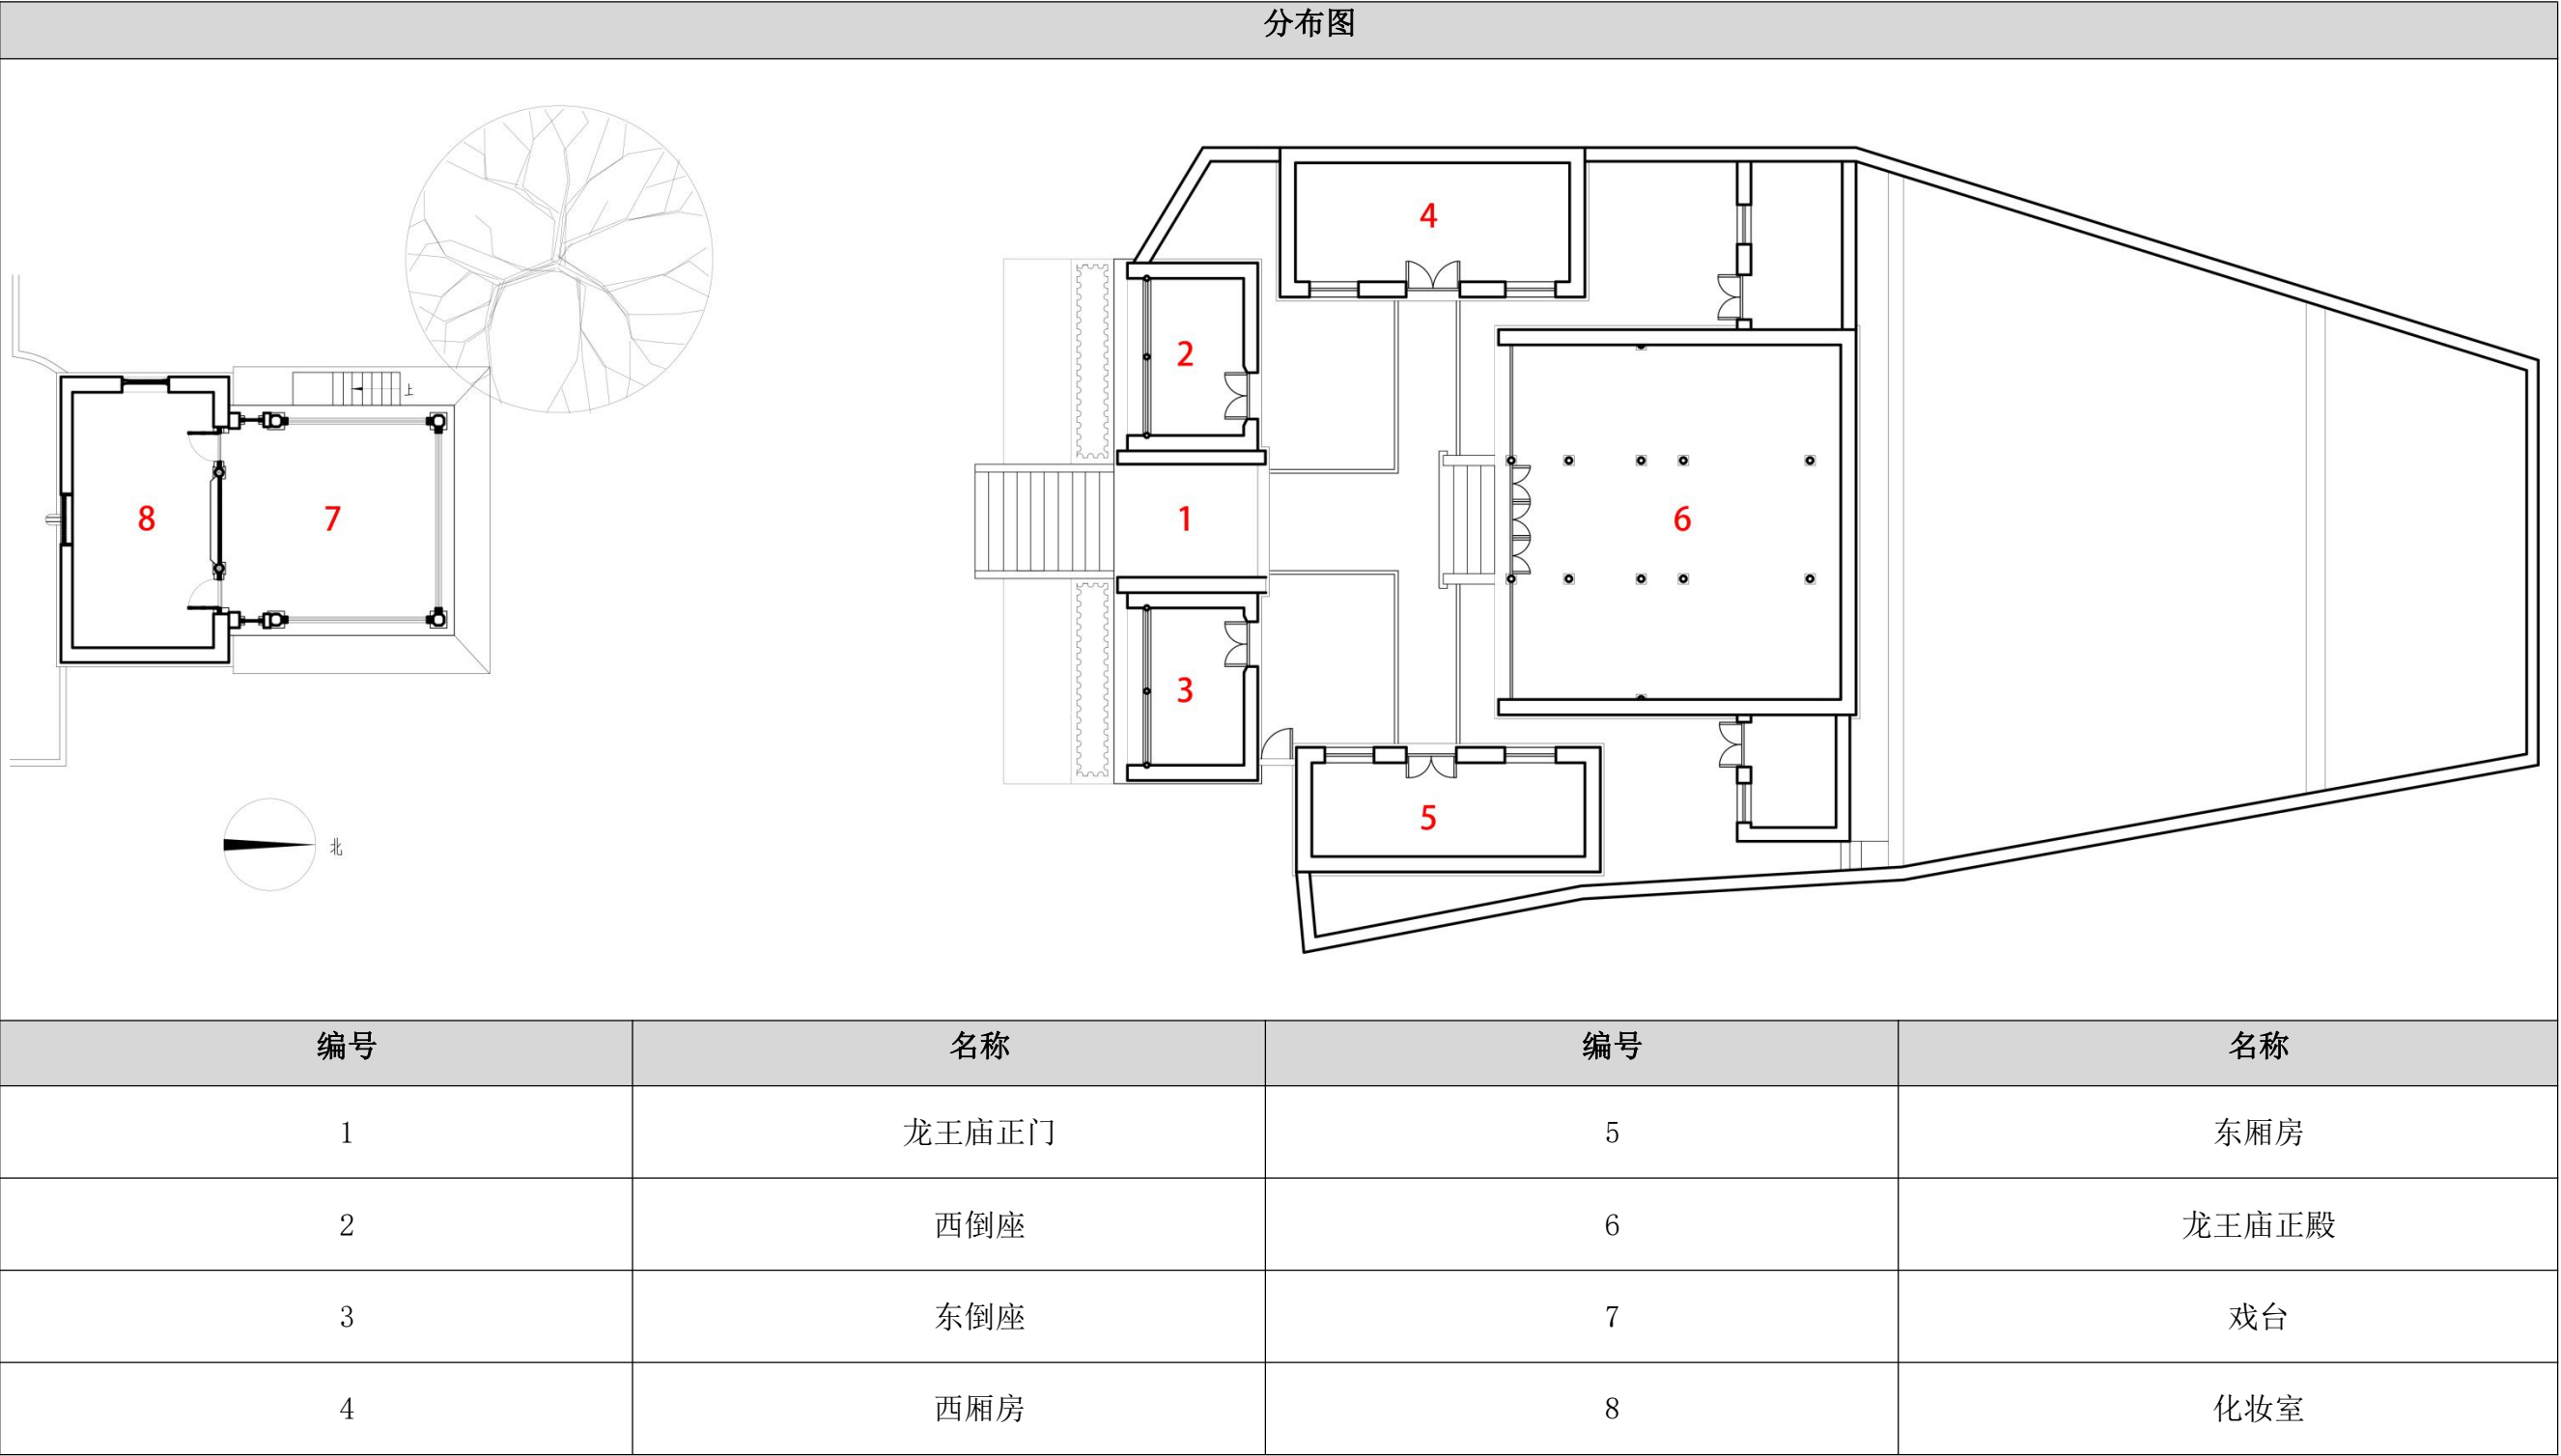 分布图
4
2
上
8
7
1
6
3
5
北
编号 名称 编号 名称
1 龙王庙正门 5 东厢房
2 西倒座 6 龙王庙正殿
3 东倒座 7 戏台
4 西厢房 8 化妆室